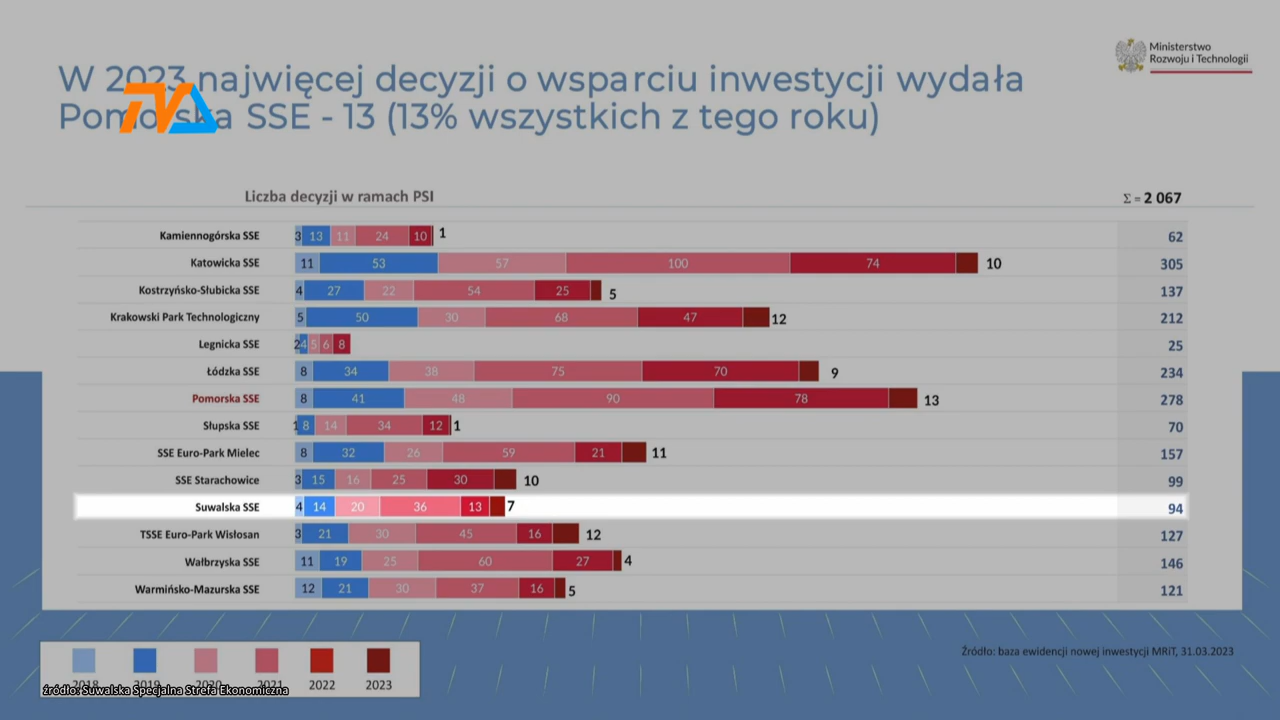 W 2023 najwięcej decyzji o wsparciu inwestycji wydała
Pomorska SSE - 13 (13% wszystkich z tego roku)
TVA
Ministerstwo
Rozwoju i Technologii
Liczba decyzji w ramach PSI
Σ = 2 067
Kamiennogórska SSE 3 13 11 24 10 1 62
Katowicka SSE 11 53 57 100 74 10 305
Kostrzyńsko-Słubicka SSE 4 27 22 54 25 5 137
Krakowski Park Technologiczny 5 50 30 68 47 12 212
Legnicka SSE 2 4 5 6 8 25
Łódzka SSE 8 34 38 75 70 9 234
Pomorska SSE 8 41 48 90 78 13 278
Słupska SSE 1 8 14 34 12 1 70
SSE Euro-Park Mielec 8 32 26 59 21 11 157
SSE Starachowice 3 15 16 25 30 10 99
Suwalska SSE 4 14 20 36 13 7 94
TSSE Euro-Park Wisłosan 3 21 30 45 16 12 127
Wałbrzyska SSE 11 19 25 60 27 4 146
Warmińsko-Mazurska SSE 12 21 30 37 16 5 121
Źródło: baza ewidencji nowej inwestycji MRiT, 31.03.2023
2018 2019 2020 2021 2022 2023
źródło: Suwalska Specjalna Strefa Ekonomiczna